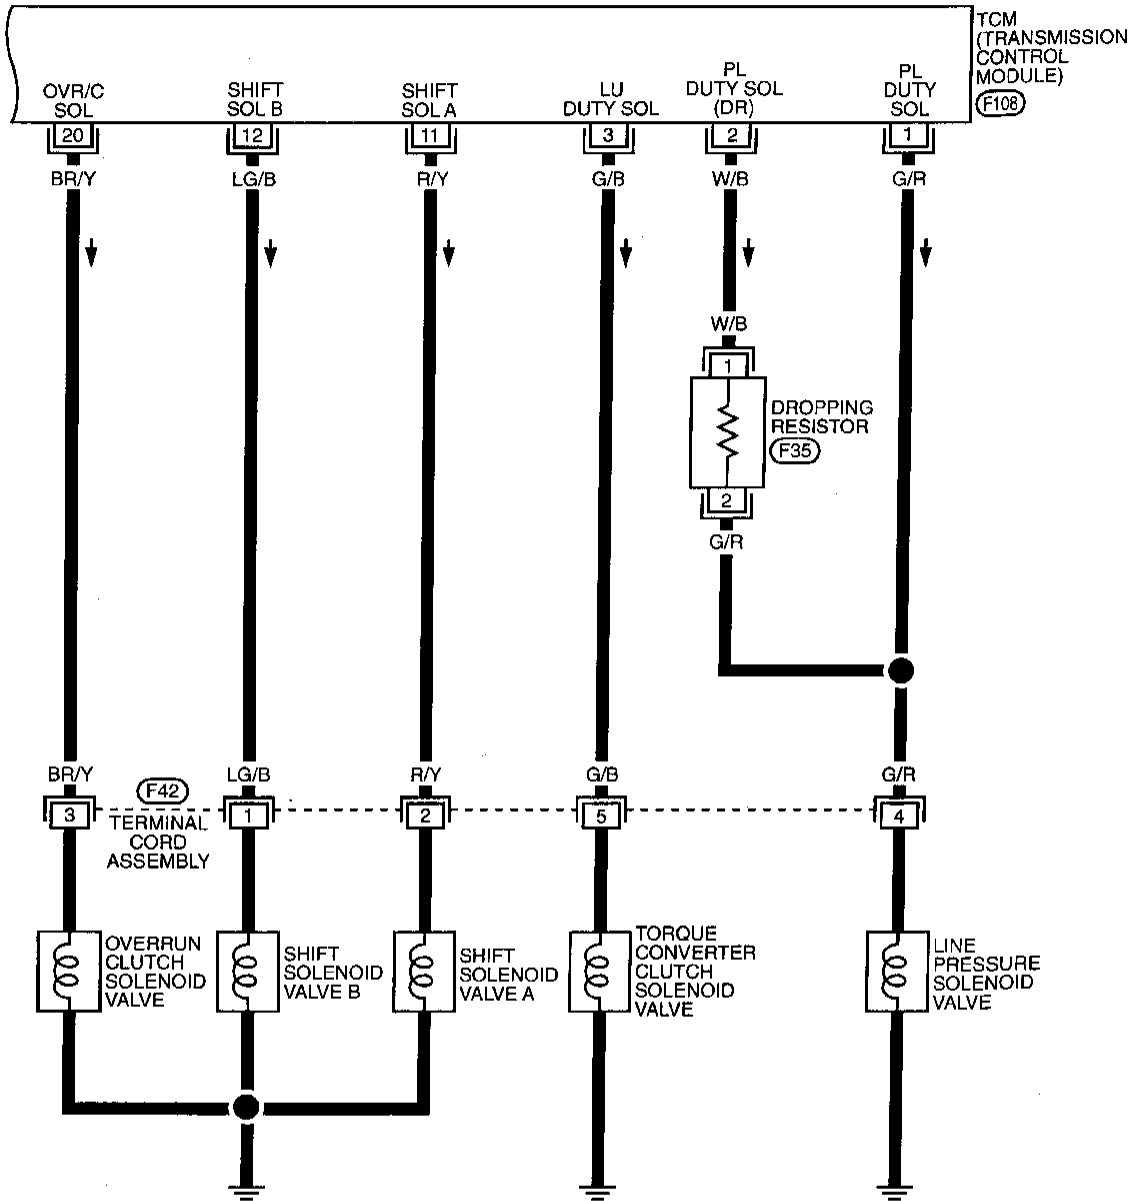 TCM
(TRANSMISSION
CONTROL
MODULE)
F108
OVR/C
SOL
SHIFT
SOL B
SHIFT
SOL A
LU
DUTY SOL
PL
DUTY SOL
(DR)
PL
DUTY
SOL
20
12
11
3
2
1
BR/Y
LG/B
R/Y
G/B
W/B
G/R
W/B
1
DROPPING
RESISTOR
F35
2
G/R
BR/Y
LG/B
R/Y
G/B
G/R
F42
3
1
2
5
4
TERMINAL
CORD
ASSEMBLY
OVERRUN
CLUTCH
SOLENOID
VALVE
SHIFT
SOLENOID
VALVE B
SHIFT
SOLENOID
VALVE A
TORQUE
CONVERTER
CLUTCH
SOLENOID
VALVE
LINE
PRESSURE
SOLENOID
VALVE